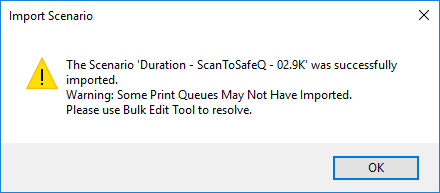 Import Scenario
The Scenario 'Duration - ScanToSafeQ - 02.9K' was successfully
imported.
Warning: Some Print Queues May Not Have Imported.
Please use Bulk Edit Tool to resolve.
OK